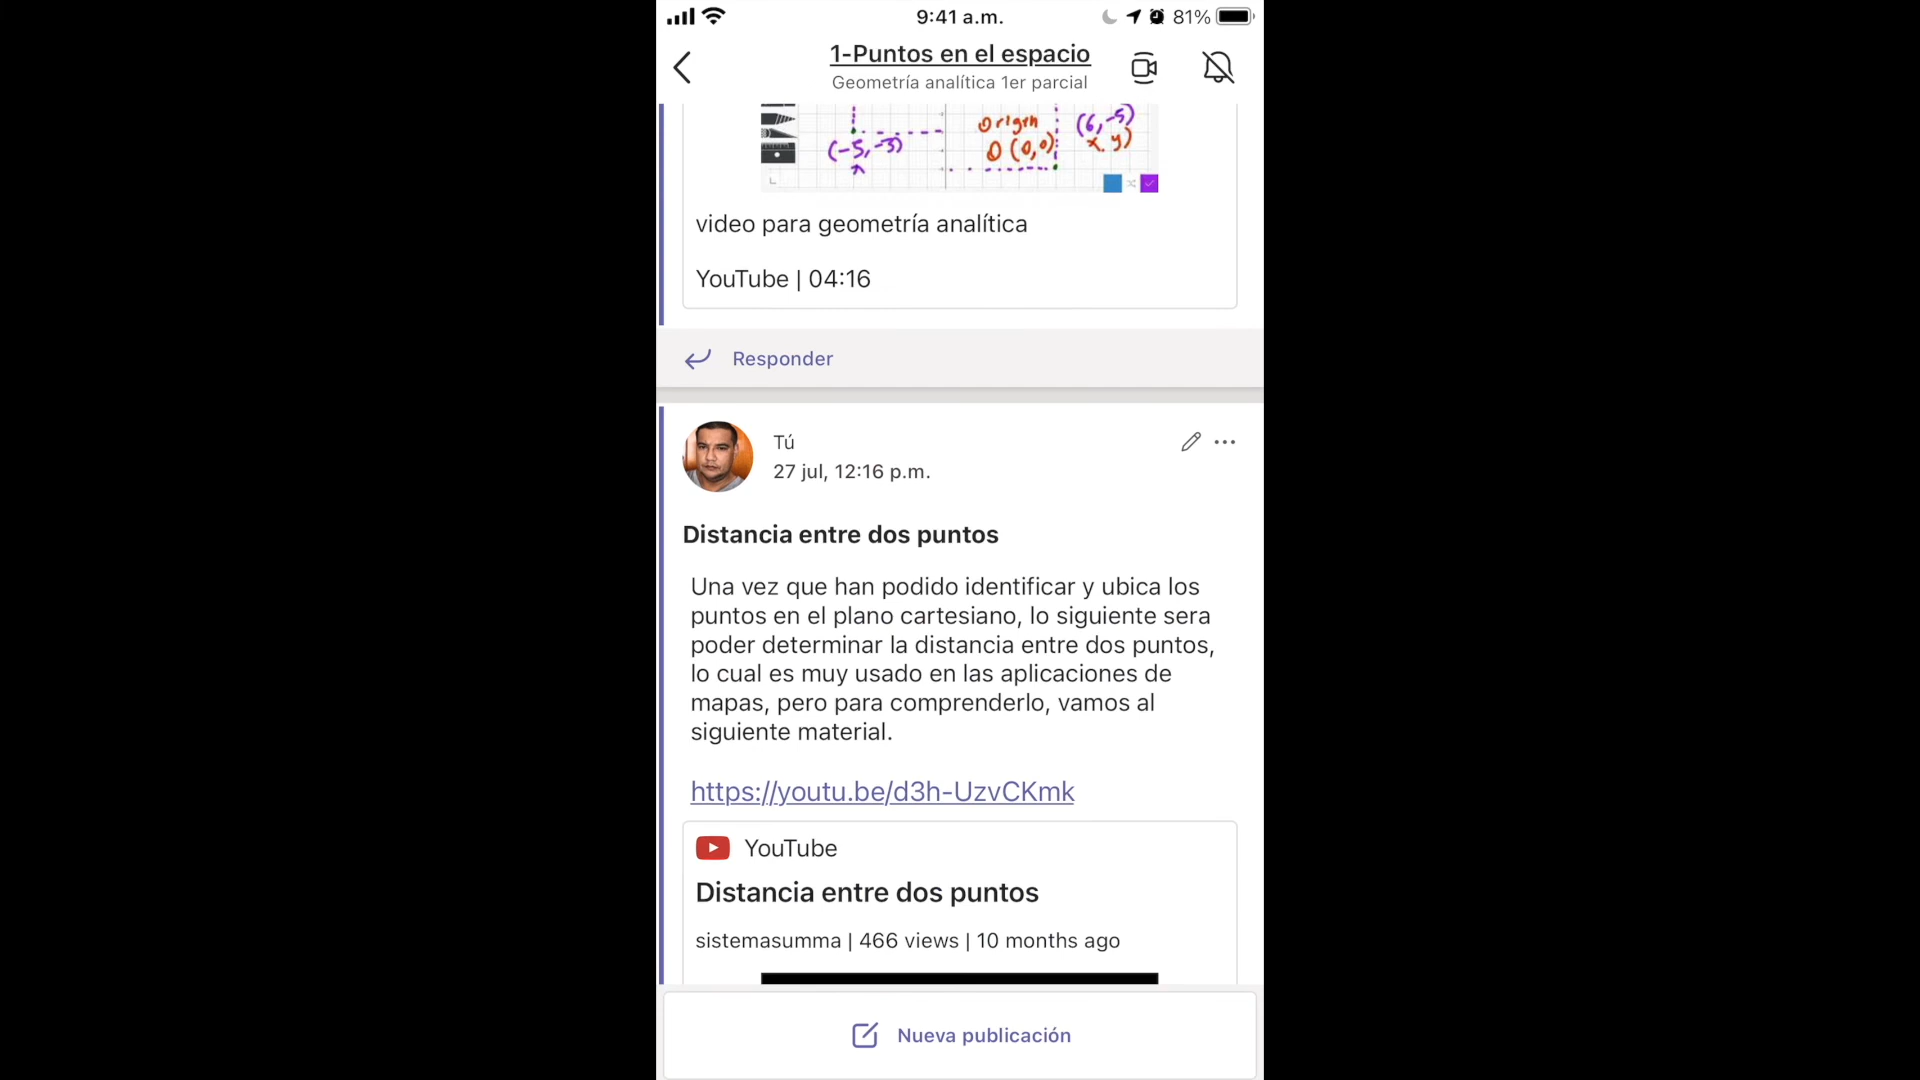 9:41 a.m.
81%
1-Puntos en el espacio
Geometría analítica 1er parcial
(-5,-3)
Origen
O (0,0)
(6,-5)
x, y)
video para geometría analítica
YouTube | 04:16
Responder
Tú
27 jul, 12:16 p.m.
Distancia entre dos puntos
Una vez que han podido identificar y ubica los
puntos en el plano cartesiano, lo siguiente sera
poder determinar la distancia entre dos puntos,
lo cual es muy usado en las aplicaciones de
mapas, pero para comprenderlo, vamos al
siguiente material.
https://youtu.be/d3h-UzvCKmk
YouTube
Distancia entre dos puntos
sistemasumma | 466 views | 10 months ago
Nueva publicación